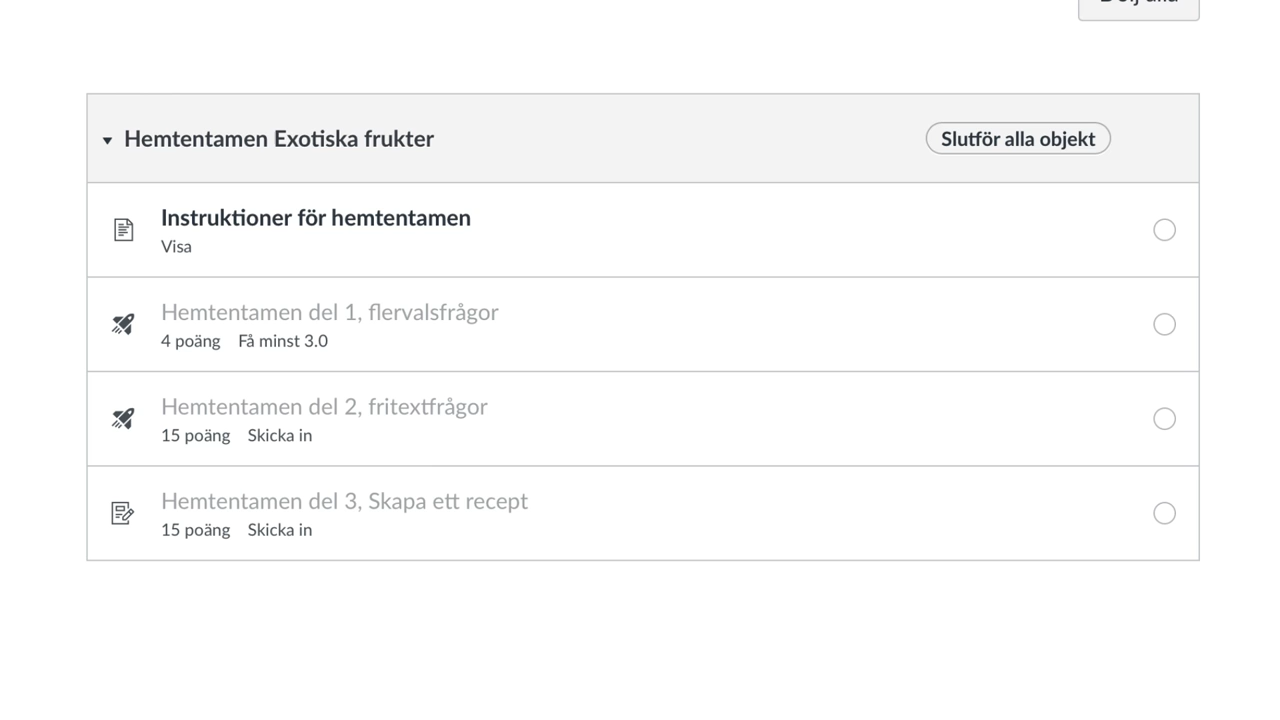 Hemtentamen Exotiska frukter
Slutför alla objekt
Instruktioner för hemtentamen
Visa
Hemtentamen del 1, flervalsfrågor
4 poäng Få minst 3.0
Hemtentamen del 2, fritextfrågor
15 poäng Skicka in
Hemtentamen del 3, Skapa ett recept
15 poäng Skicka in